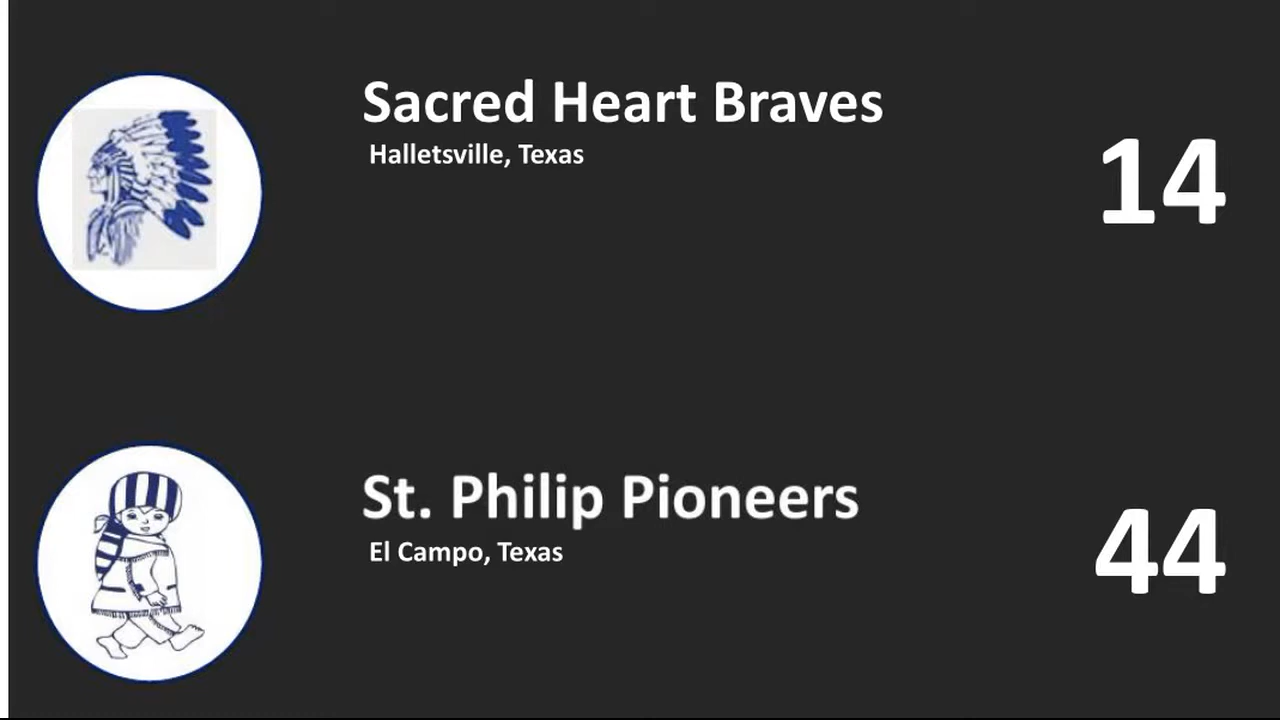 Sacred Heart Braves
Halletsville, Texas
14
St. Philip Pioneers
El Campo, Texas
44